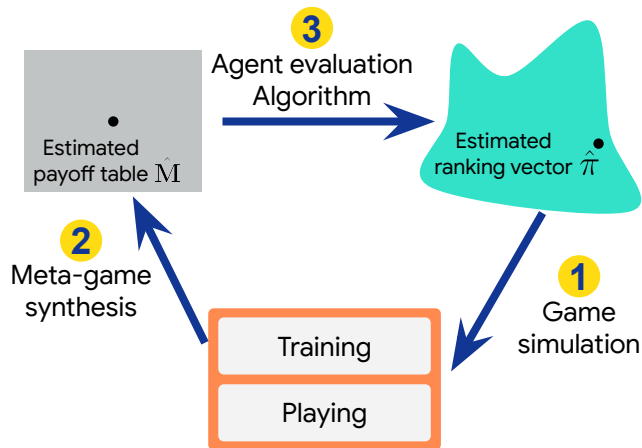 3
Agent evaluation
Algorithm
Estimated
payoff table M̂
Estimated
ranking vector π̂
2
Meta-game
synthesis
1
Game
simulation
Training
Playing